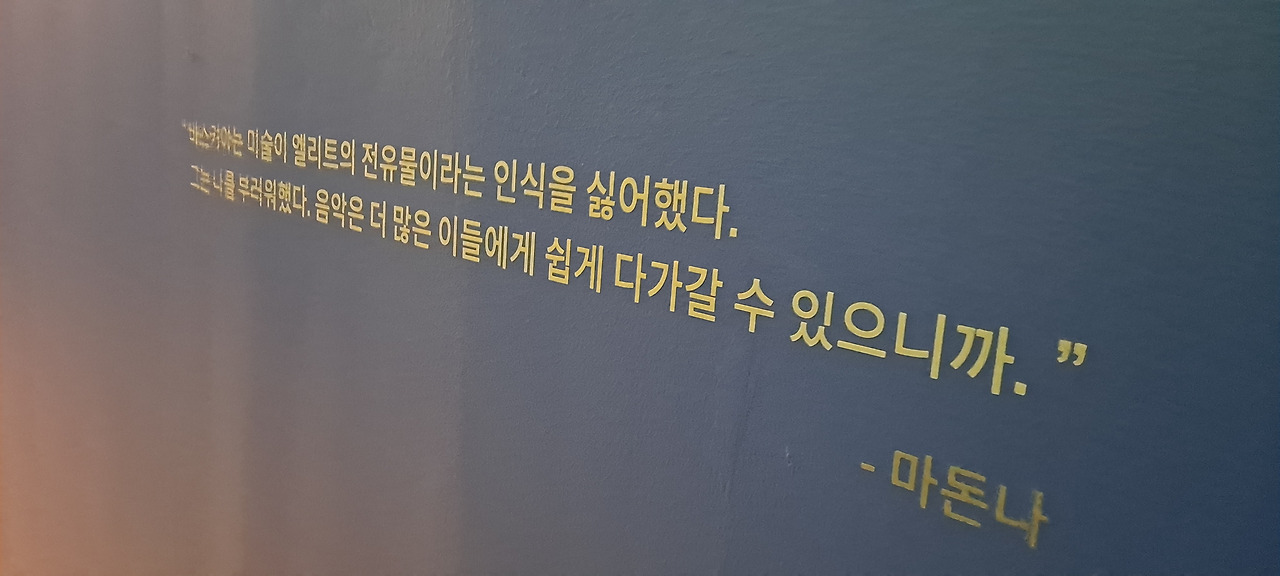 "바스키아는 미술이 엘리트의 전유물이라는 인식을 싫어했다.
그는 나를 부러워했다. 음악은 더 많은 이들에게 쉽게 다가갈 수 있으니까. ”
- 마돈나